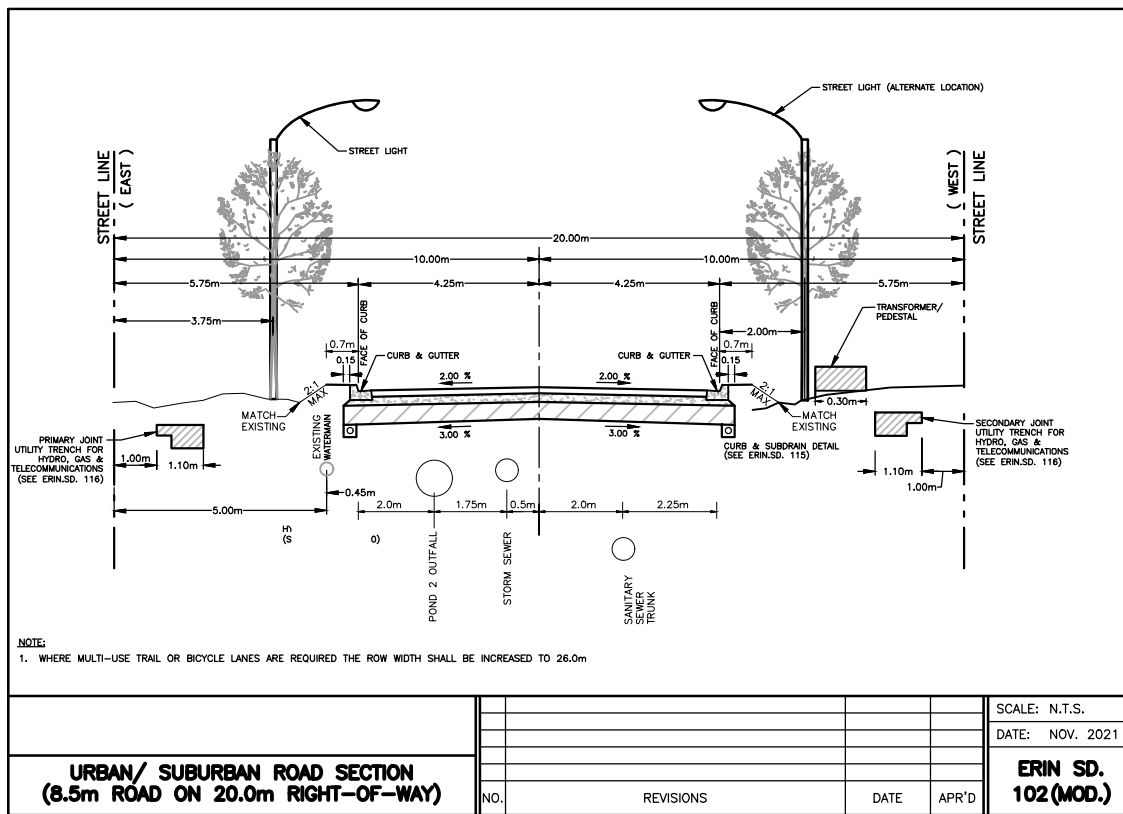 STREET LIGHT (ALTERNATE LOCATION)
STREET LIGHT
STREET LINE
( EAST )
( WEST )
STREET LINE
20.00m
10.00m
10.00m
5.75m
4.25m
4.25m
5.75m
3.75m
2.00m
TRANSFORMER/
PEDESTAL
FACE OF CURB
FACE OF CURB
0.7m
0.7m
0.15
0.15
CURB & GUTTER
CURB & GUTTER
2.00 %
2.00 %
2:1
MAX
2:1
MAX
0.30m
MATCH
EXISTING
MATCH
EXISTING
3.00 %
3.00 %
EXISTING
WATERMAIN
CURB & SUBDRAIN DETAIL
(SEE ERIN.SD. 115)
PRIMARY JOINT
UTILITY TRENCH FOR
HYDRO, GAS &
TELECOMMUNICATIONS
(SEE ERIN.SD. 116)
1.00m
1.10m
SECONDARY JOINT
UTILITY TRENCH FOR
HYDRO, GAS &
TELECOMMUNICATIONS
(SEE ERIN.SD. 116)
1.10m
1.00m
0.45m
5.00m
2.0m
1.75m
0.5m
2.0m
2.25m
(S
0)
POND 2 OUTFALL
STORM SEWER
SANITARY
SEWER
TRUNK
NOTE:
1. WHERE MULTI-USE TRAIL OR BICYCLE LANES ARE REQUIRED THE ROW WIDTH SHALL BE INCREASED TO 26.0m
URBAN/ SUBURBAN ROAD SECTION
(8.5m ROAD ON 20.0m RIGHT-OF-WAY)
NO.
REVISIONS
DATE
APR'D
SCALE: N.T.S.
DATE: NOV. 2021
ERIN SD.
102(MOD.)